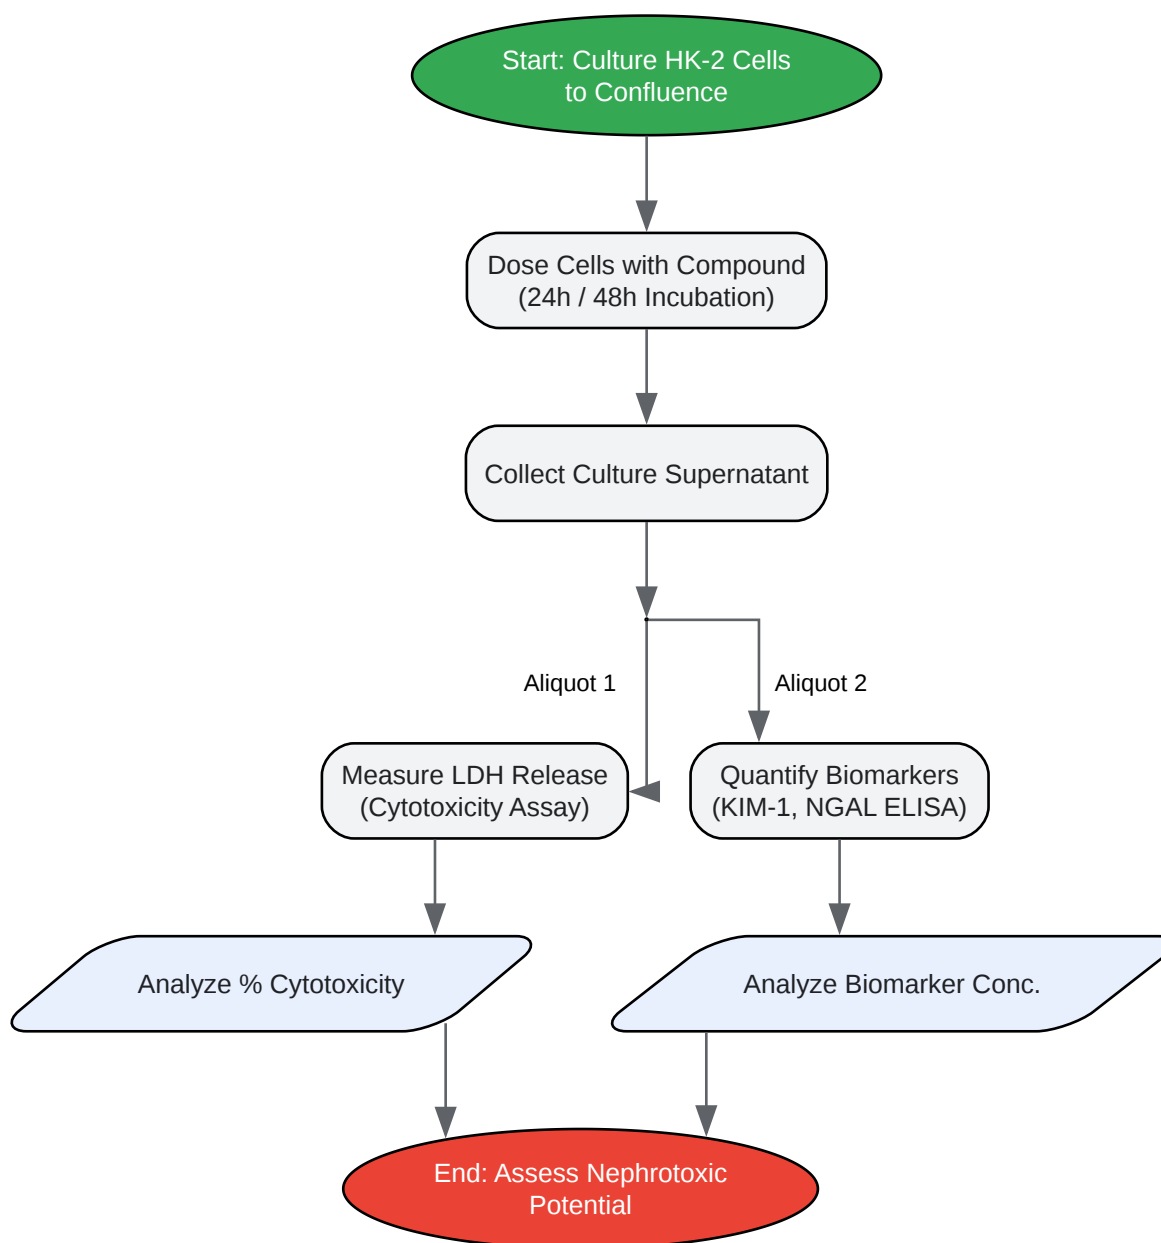 Start: Culture HK-2 Cells
to Confluence
Dose Cells with Compound
(24h / 48h Incubation)
Collect Culture Supernatant
Aliquot 1
Aliquot 2
Measure LDH Release
(Cytotoxicity Assay)
Quantify Biomarkers
(KIM-1, NGAL ELISA)
Analyze % Cytotoxicity
Analyze Biomarker Conc.
End: Assess Nephrotoxic
Potential